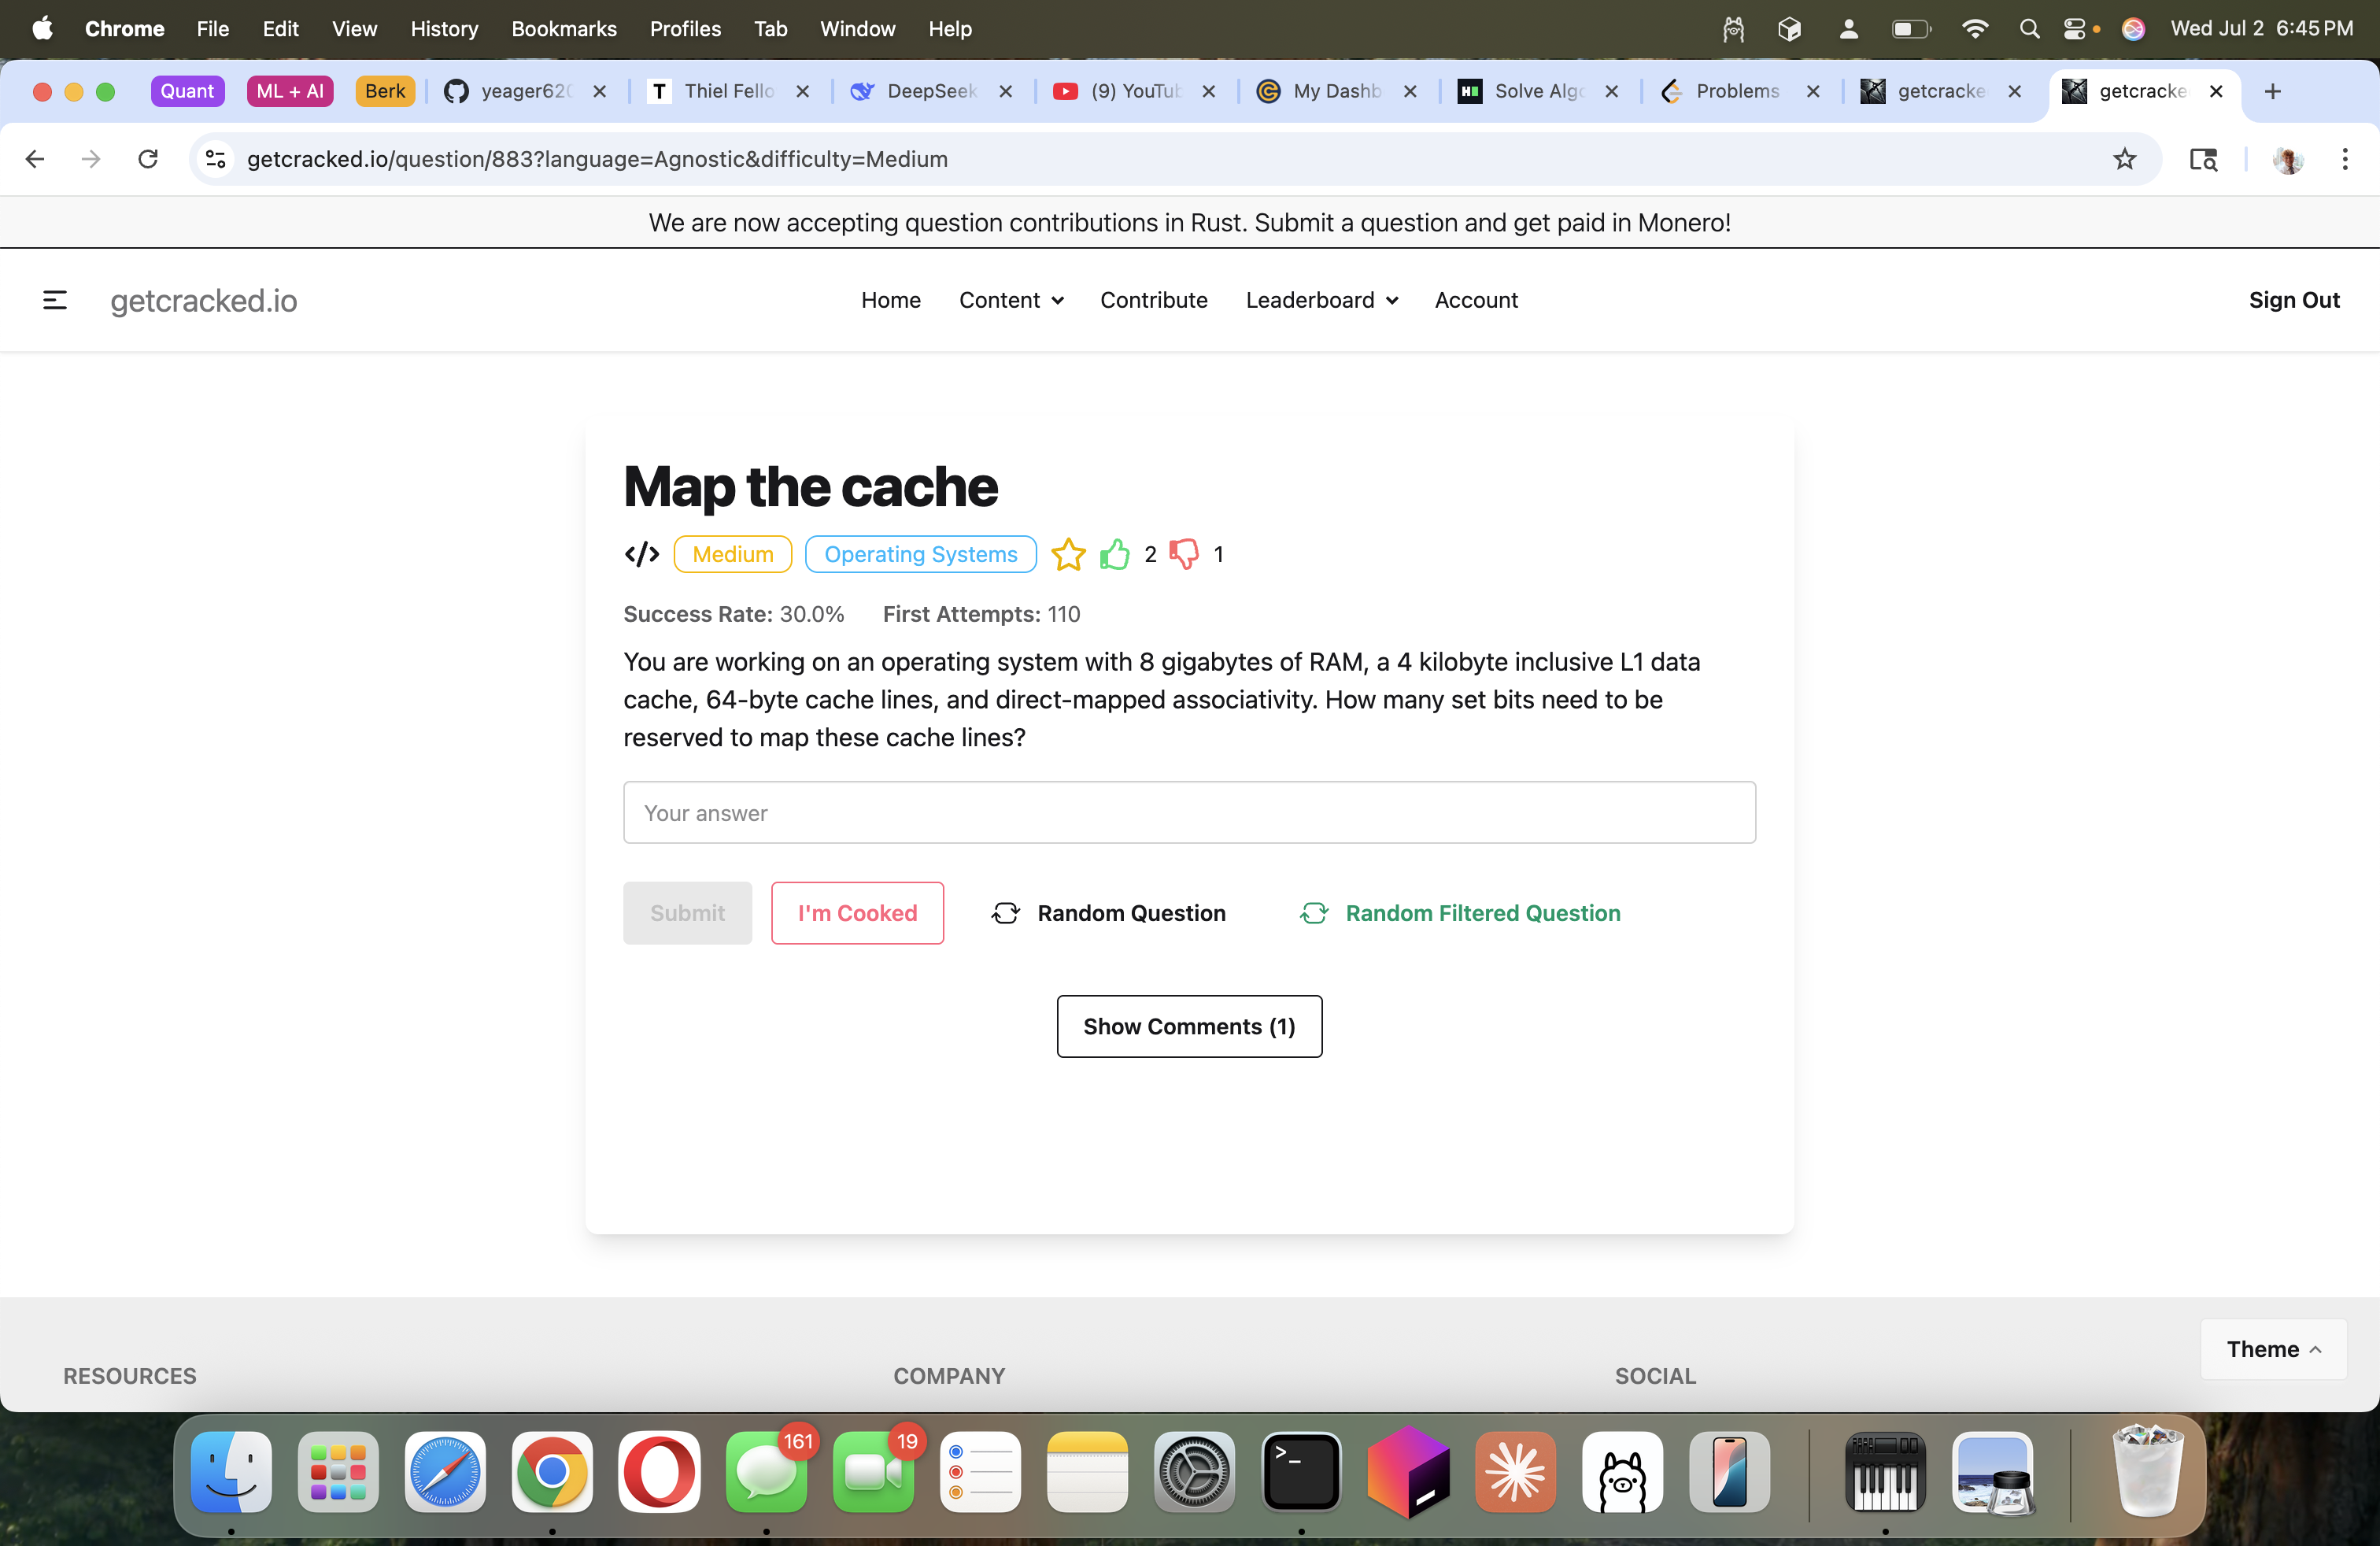 Chrome File Edit View History Bookmarks Profiles Tab Window Help Wed Jul 2 6:45 PM
Quant ML + AI Berk yeager620 Thiel Fello DeepSeek (9) YouTub My Dashb Solve Algo Problems getcracke getcracke
getcracked.io/question/883?language=Agnostic&difficulty=Medium
We are now accepting question contributions in Rust. Submit a question and get paid in Monero!
getcracked.io Home Content Contribute Leaderboard Account Sign Out
Map the cache
</> Medium Operating Systems 2 1
Success Rate: 30.0% First Attempts: 110
You are working on an operating system with 8 gigabytes of RAM, a 4 kilobyte inclusive L1 data
cache, 64-byte cache lines, and direct-mapped associativity. How many set bits need to be
reserved to map these cache lines?
Your answer
Submit I'm Cooked Random Question Random Filtered Question
Show Comments (1)
Theme
RESOURCES COMPANY SOCIAL
161 19